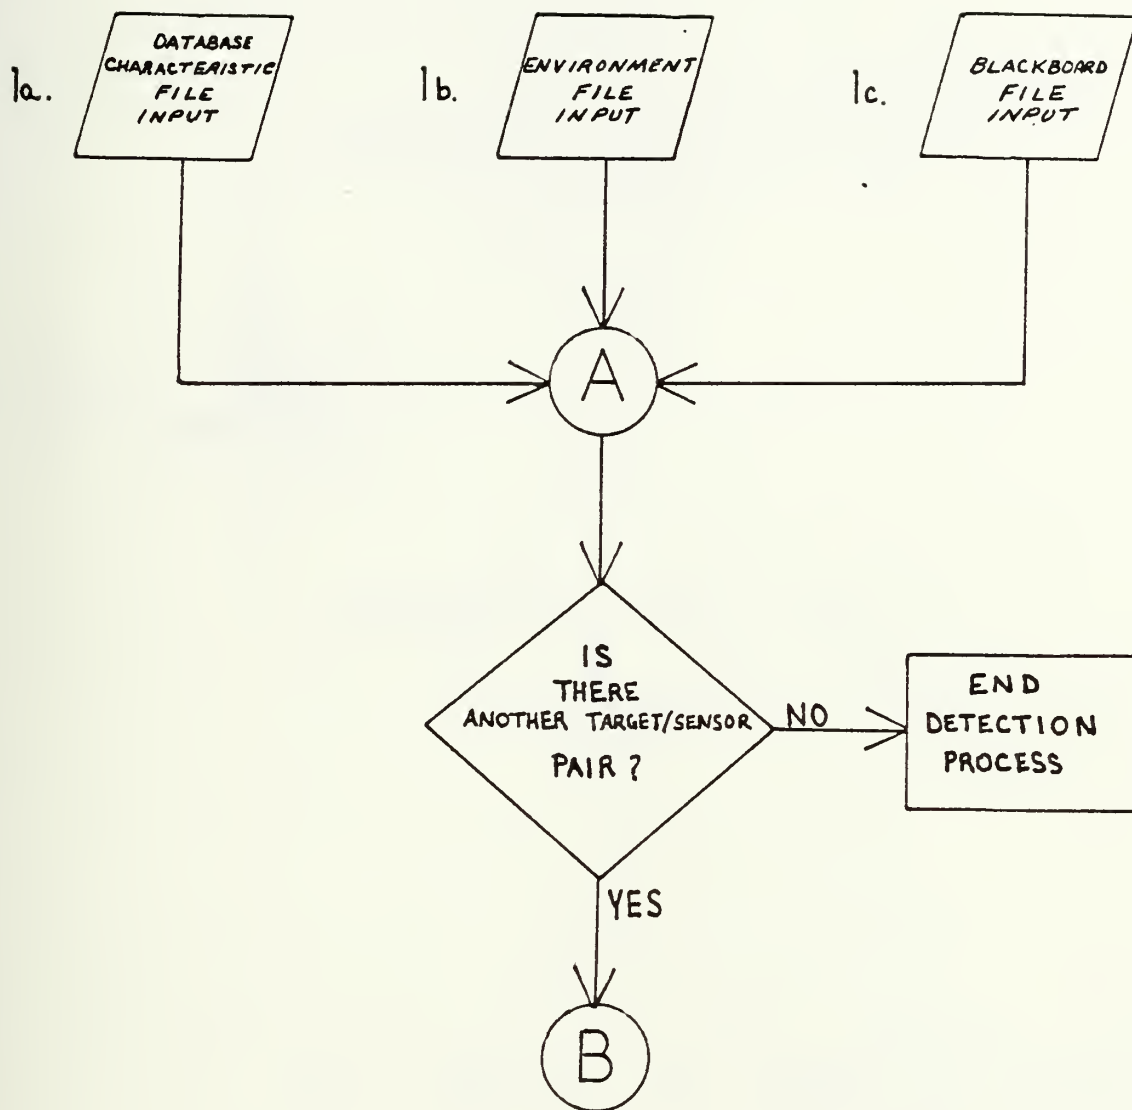 1a.
DATABASE
CHARACTERISTIC
FILE
INPUT
1b.
ENVIRONMENT
FILE
INPUT
1c.
BLACKBOARD
FILE
INPUT
A
IS
THERE
ANOTHER TARGET/SENSOR
PAIR ?
NO
END
DETECTION
PROCESS
YES
B